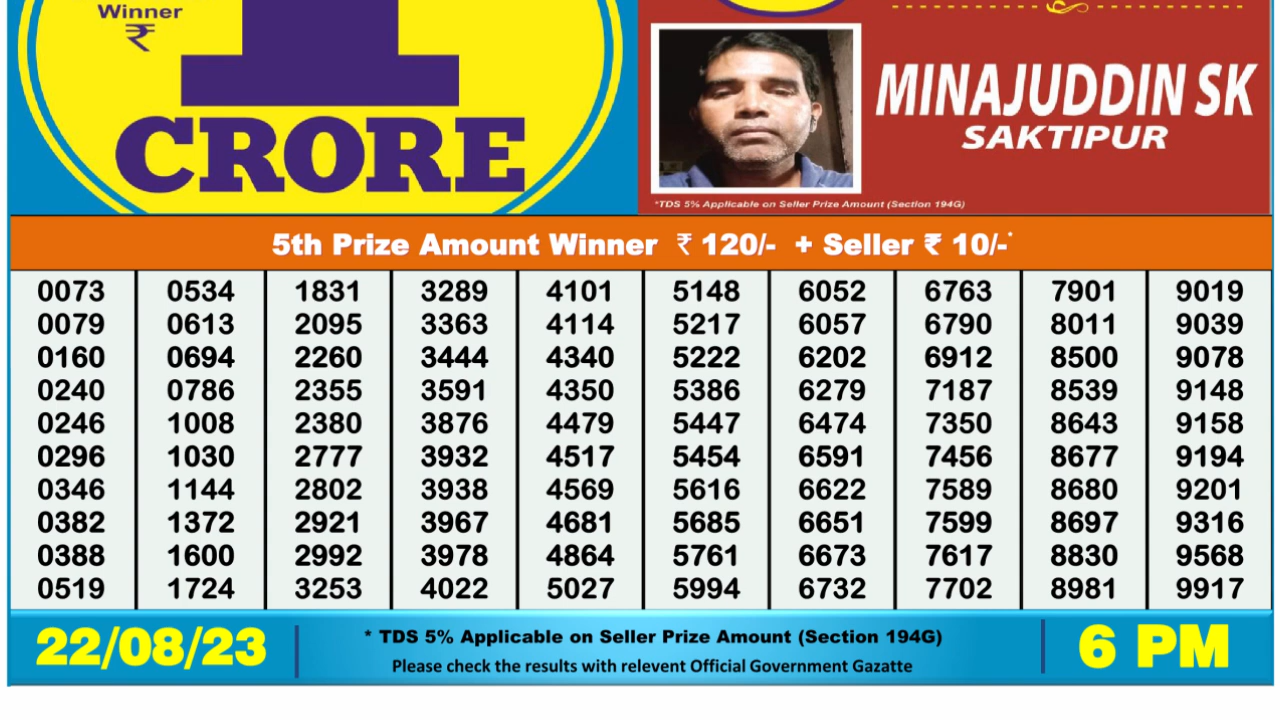 Winner
₹
1
CRORE
MINAJUDDIN SK
SAKTIPUR
*TDS 5% Applicable on Seller Prize Amount (Section 194G)
5th Prize Amount Winner ₹ 120/- + Seller ₹ 10/-*
0073 0534 1831 3289 4101 5148 6052 6763 7901 9019
0079 0613 2095 3363 4114 5217 6057 6790 8011 9039
0160 0694 2260 3444 4340 5222 6202 6912 8500 9078
0240 0786 2355 3591 4350 5386 6279 7187 8539 9148
0246 1008 2380 3876 4479 5447 6474 7350 8643 9158
0296 1030 2777 3932 4517 5454 6591 7456 8677 9194
0346 1144 2802 3938 4569 5616 6622 7589 8680 9201
0382 1372 2921 3967 4681 5685 6651 7599 8697 9316
0388 1600 2992 3978 4864 5761 6673 7617 8830 9568
0519 1724 3253 4022 5027 5994 6732 7702 8981 9917
22/08/23
* TDS 5% Applicable on Seller Prize Amount (Section 194G)
Please check the results with relevent Official Government Gazatte
6 PM